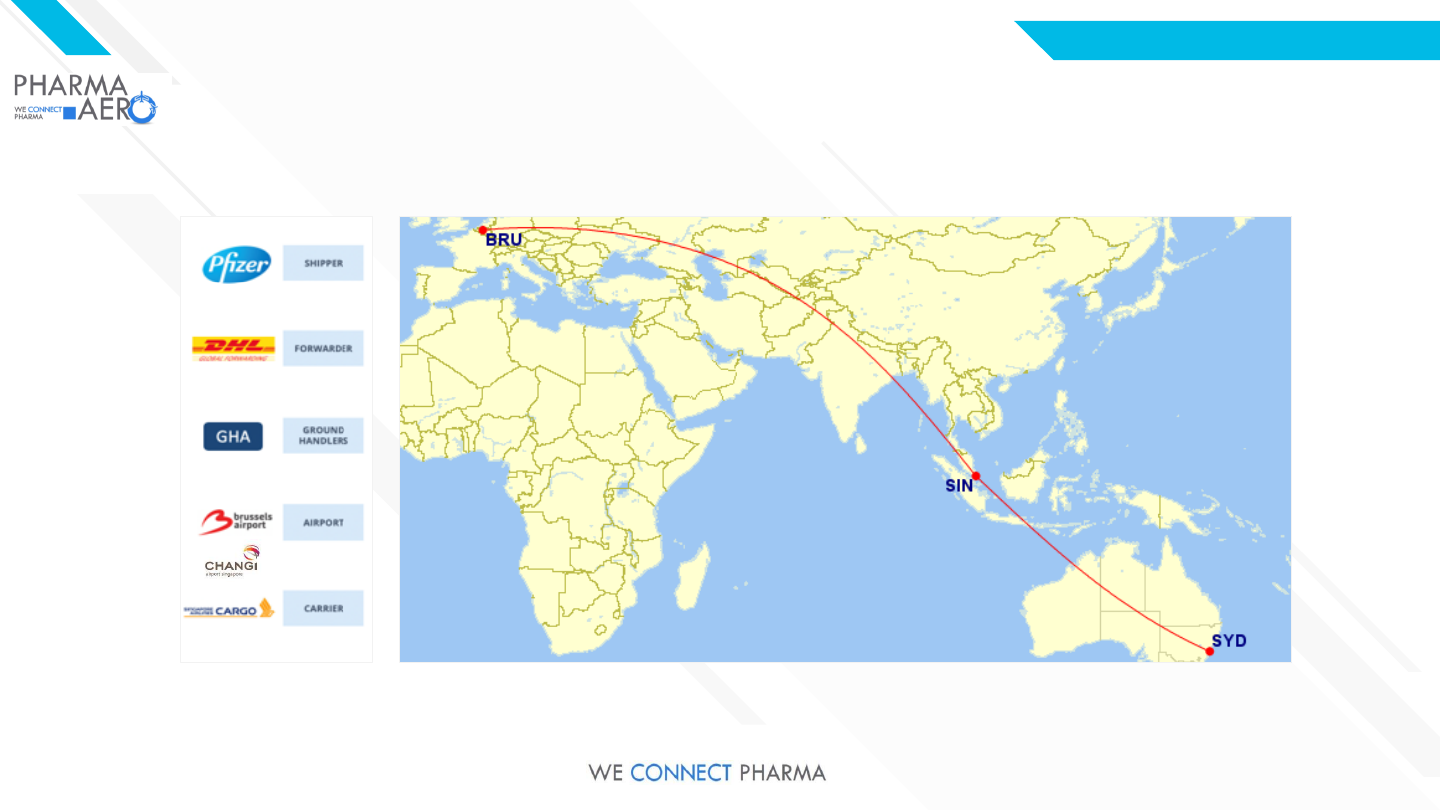 PHARMA
WE CONNECT
PHARMA
AERO
Pfizer
SHIPPER
DHL
GLOBAL FORWARDING
FORWARDER
GHA
GROUND
HANDLERS
brussels
airport
AIRPORT
CHANGI
airport singapore
SINGAPORE
AIRLINES CARGO
CARRIER
BRU
SIN
SYD
WE CONNECT PHARMA